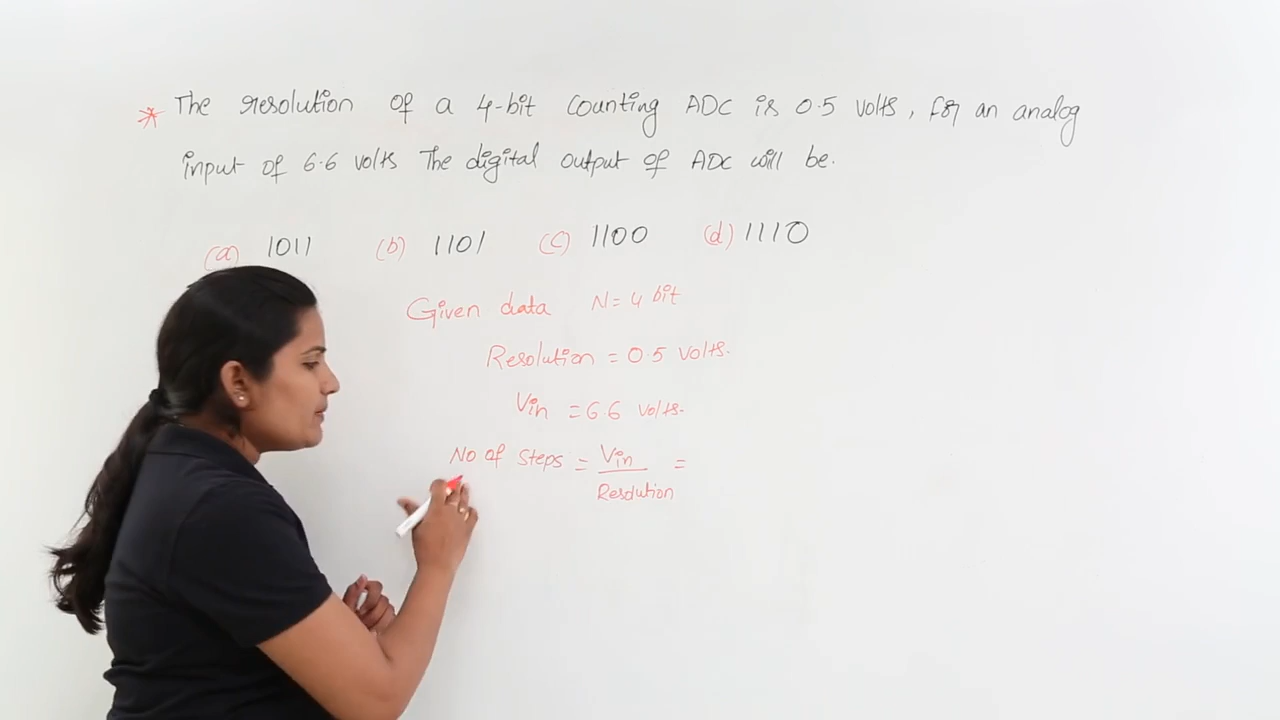 * The resolution of a 4-bit counting ADC is 0.5 volts, for an analog
input of 6.6 volts The digital output of ADC will be.
(a) 1011 (b) 1101 (c) 1100 (d) 1110
Given data N = 4 bit
Resolution = 0.5 volts.
Vin = 6.6 volts.
No of steps = Vin / Resolution =